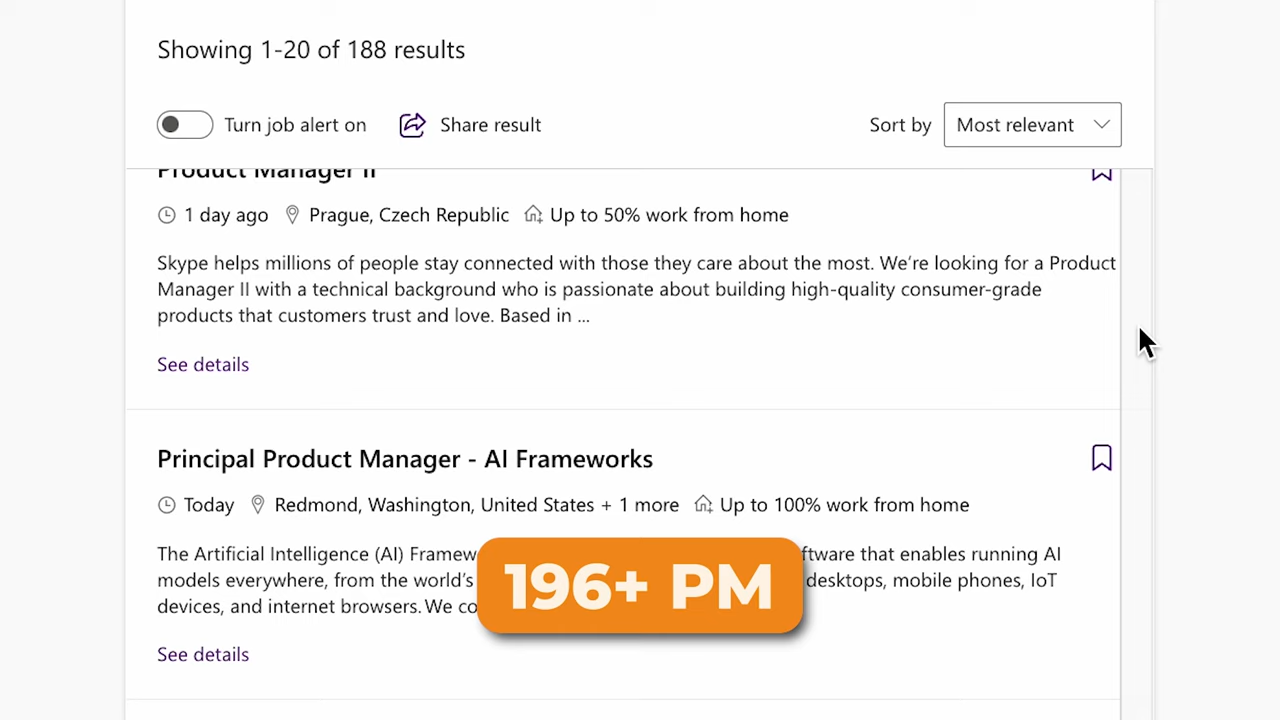 Showing 1-20 of 188 results
Turn job alert on Share result Sort by Most relevant
Product Manager II
1 day ago Prague, Czech Republic Up to 50% work from home
Skype helps millions of people stay connected with those they care about the most. We're looking for a Product
Manager II with a technical background who is passionate about building high-quality consumer-grade
products that customers trust and love. Based in ...
See details
Principal Product Manager - AI Frameworks
Today Redmond, Washington, United States + 1 more Up to 100% work from home
The Artificial Intelligence (AI) that enables running AI
models everywhere, from the world's desktops, mobile phones, IoT
devices, and internet browsers. We
196+ PM
See details